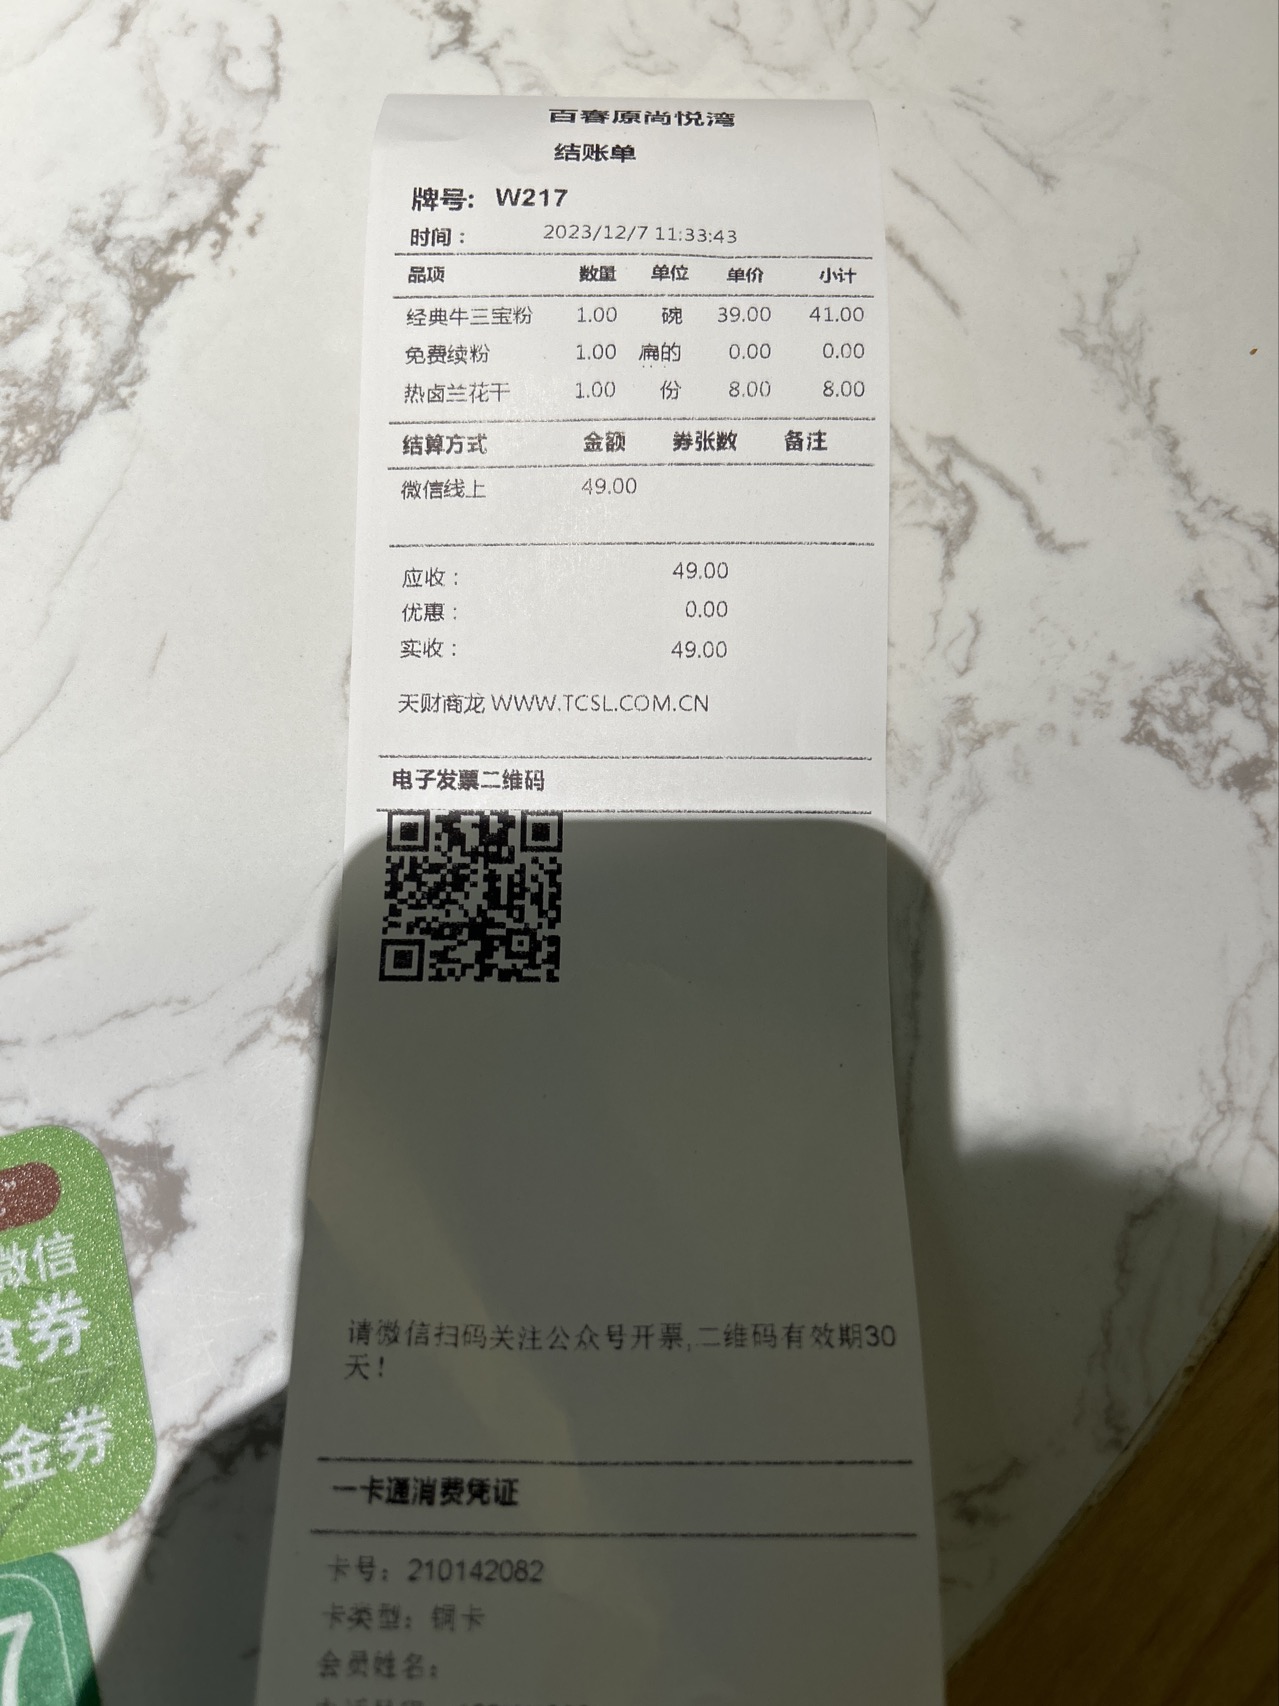 百春原尚悦湾
结账单
牌号: W217
时间： 2023/12/7 11:33:43
品项 数量 单位 单价 小计
经典牛三宝粉 1.00 碗 39.00 41.00
免费续粉 1.00 扁的 0.00 0.00
热卤兰花干 1.00 份 8.00 8.00
结算方式 金额 券张数 备注
微信线上 49.00
应收： 49.00
优惠： 0.00
实收： 49.00
天财商龙 WWW.TCSL.COM.CN
电子发票二维码
请微信扫码关注公众号开票,二维码有效期30
天!
一卡通消费凭证
卡号: 210142082
卡类型: 铜卡
会员姓名:
微信
食券
金券
7